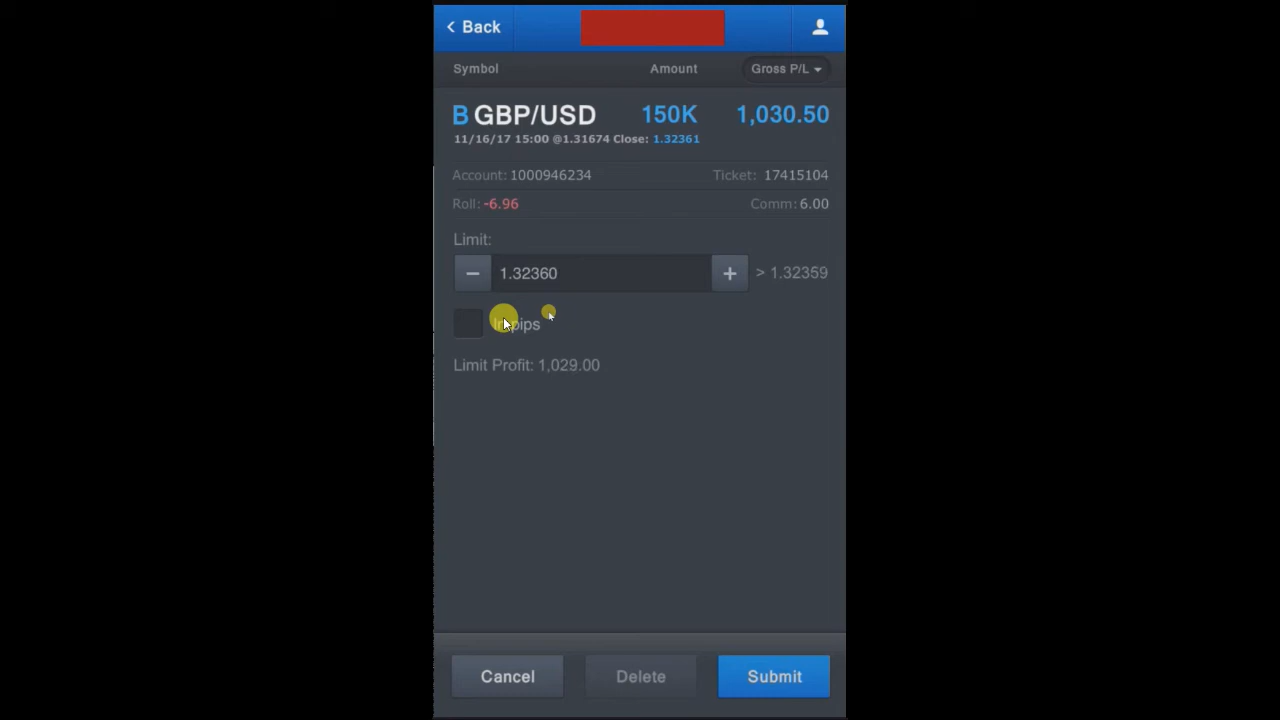 < Back
Symbol Amount Gross P/L
B GBP/USD 150K 1,030.50
11/16/17 15:00 @1.31674 Close: 1.32361
Account: 1000946234 Ticket: 17415104
Roll: -6.96 Comm: 6.00
Limit:
− 1.32360 + > 1.32359
In pips
Limit Profit: 1,029.00
Cancel Delete Submit